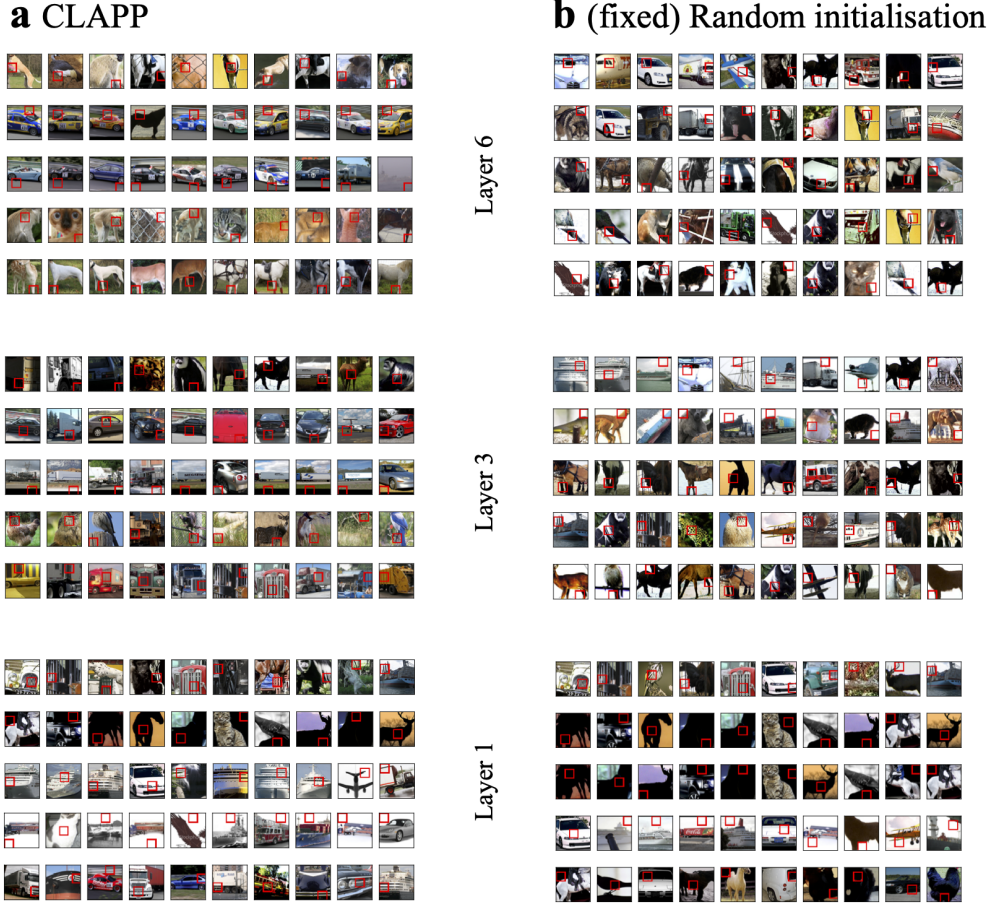 a CLAPP
b (fixed) Random initialisation
Layer 6
Layer 3
Layer 1